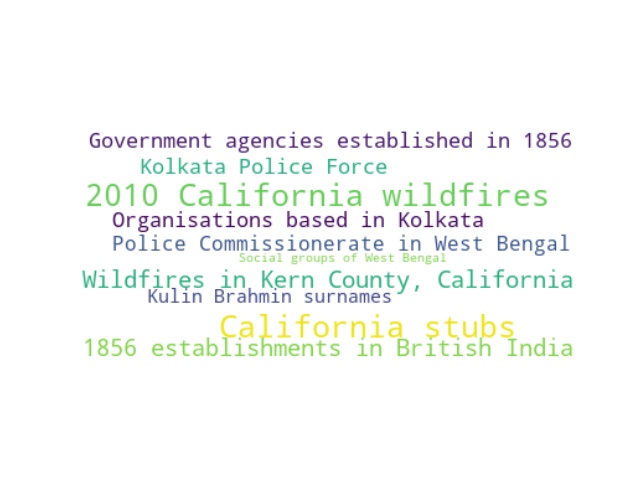 Government agencies established in 1856
Kolkata Police Force
2010 California wildfires
Organisations based in Kolkata
Police Commissionerate in West Bengal
Social groups of West Bengal
Wildfires in Kern County, California
Kulin Brahmin surnames
California stubs
1856 establishments in British India